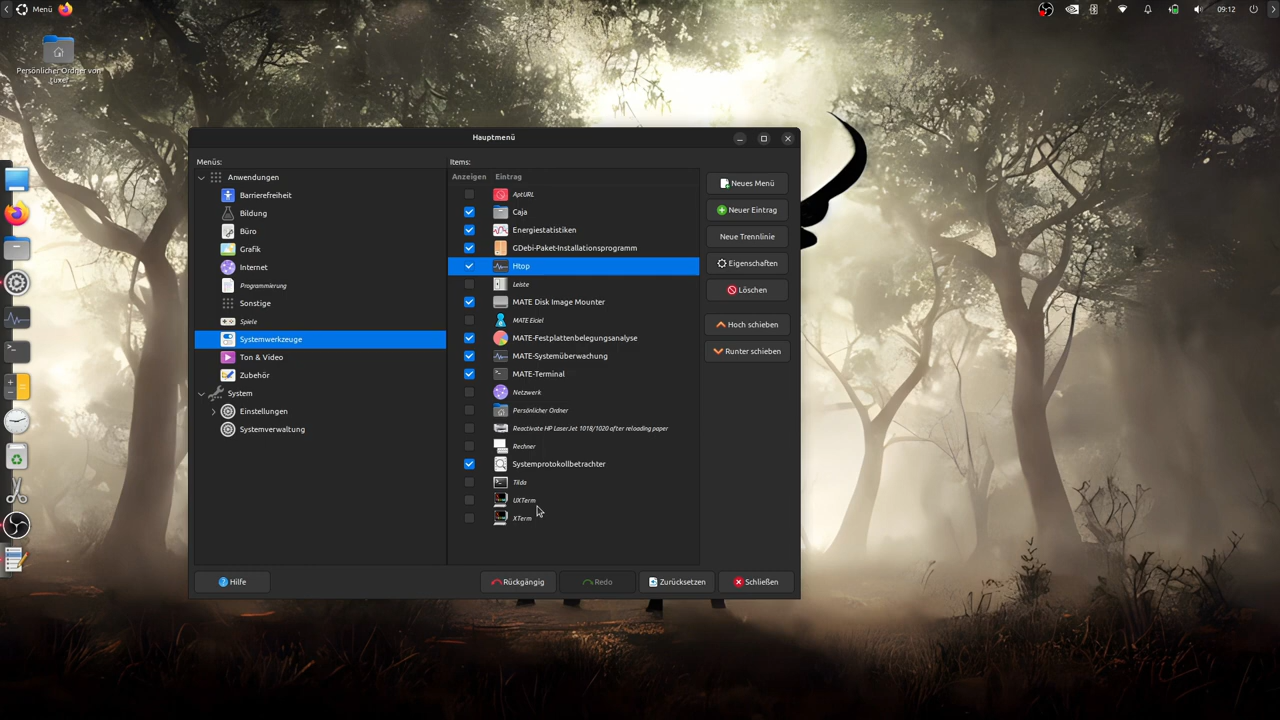 Menü
09:12
Persönlicher Ordner von
tuxer
Hauptmenü
Menüs:
Items:
Anwendungen
Barrierefreiheit
Bildung
Büro
Grafik
Internet
Programmierung
Sonstige
Spiele
Systemwerkzeuge
Ton & Video
Zubehör
System
Einstellungen
Systemverwaltung
Anzeigen Eintrag
AptURL
Caja
Energiestatistiken
GDebi-Paket-Installationsprogramm
Htop
Leiste
MATE Disk Image Mounter
MATE Eiciel
MATE-Festplattenbelegungsanalyse
MATE-Systemüberwachung
MATE-Terminal
Netzwerk
Persönlicher Ordner
Reactivate HP LaserJet 1018/1020 after reloading paper
Rechner
Systemprotokollbetrachter
Tilda
UXTerm
XTerm
Neues Menü
Neuer Eintrag
Neue Trennlinie
Eigenschaften
Löschen
Hoch schieben
Runter schieben
Hilfe
Rückgängig
Redo
Zurücksetzen
Schließen